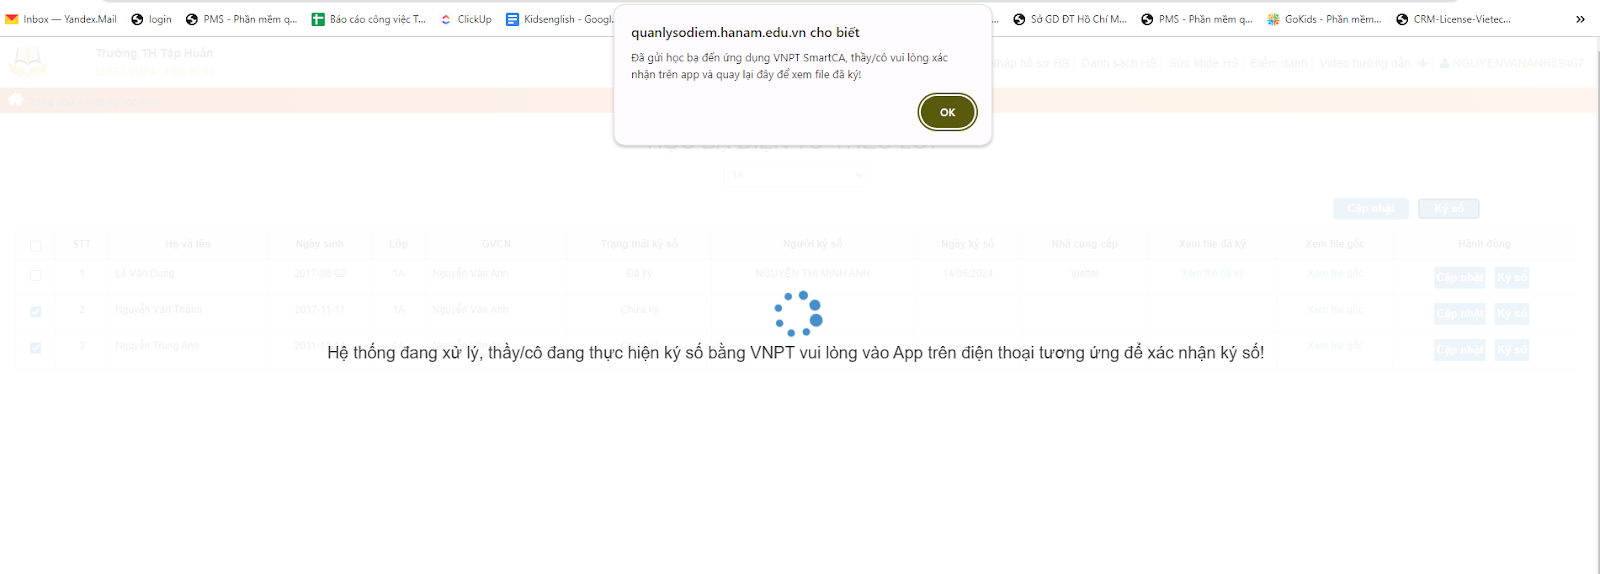 Inbox — Yandex.Mail login PMS - Phần mềm q... Báo cáo công việc T... ClickUp Kidsenglish - Googl... Sở GD ĐT Hồ Chí M... PMS - Phần mềm q... GoKids - Phần mềm... CRM-License-Vietec... »
quanlysodiem.hanam.edu.vn cho biết
Đã gửi học bạ đến ứng dụng VNPT SmartCA, thầy/cô vui lòng xác
nhận trên app và quay lại đây để xem file đã ký!
OK
Trường TH Tập Huấn
Nhập hồ sơ HS Danh sách HS Sức khỏe HS Điểm danh Video hướng dẫn NGUYENVANANH59457
1A
Cập nhật Ký số
STT Họ và tên Ngày sinh Lớp GVCN Trạng thái ký số Người ký số Ngày ký số Nhà cung cấp Xem file đã ký Xem file gốc Hành động
1 Lê Văn Dung 2017-08-02 1A Nguyễn Văn Anh Đã ký NGUYỄN THỊ MINH ANH 14/06/2024 Viettel Xem file đã ký Xem file gốc Cập nhật Ký số
2 Nguyễn Văn Thành 2017-11-11 1A Nguyễn Văn Anh Chưa ký Xem file gốc Cập nhật Ký số
3 Nguyễn Trung Anh Nguyễn Văn Anh Xem file gốc Cập nhật Ký số
Hệ thống đang xử lý, thầy/cô đang thực hiện ký số bằng VNPT vui lòng vào App trên điện thoại tương ứng để xác nhận ký số!